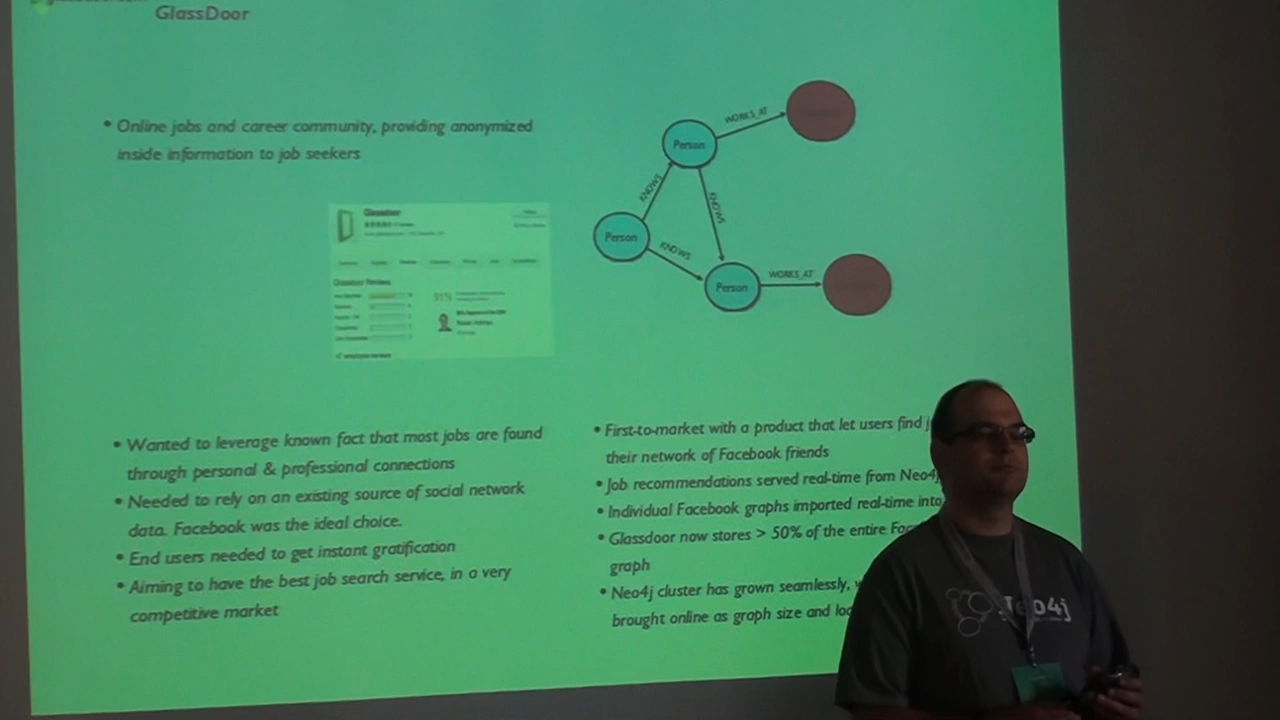 GlassDoor
• Online jobs and career community, providing anonymized
inside information to job seekers
Glassdoor
Glassdoor Reviews
91%
WORKS_AT
Person
KNOWS
KNOWS
Person
KNOWS
Person
WORKS_AT
• Wanted to leverage known fact that most jobs are found
through personal & professional connections
• Needed to rely on an existing source of social network
data. Facebook was the ideal choice.
• End users needed to get instant gratification
• Aiming to have the best job search service, in a very
competitive market
• First-to-market with a product that let users find
their network of Facebook friends
• Job recommendations served real-time from Neo4j
• Individual Facebook graphs imported real-time into
• Glassdoor now stores > 50% of the entire
graph
• Neo4j cluster has grown seamlessly,
brought online as graph size and
Neo4j